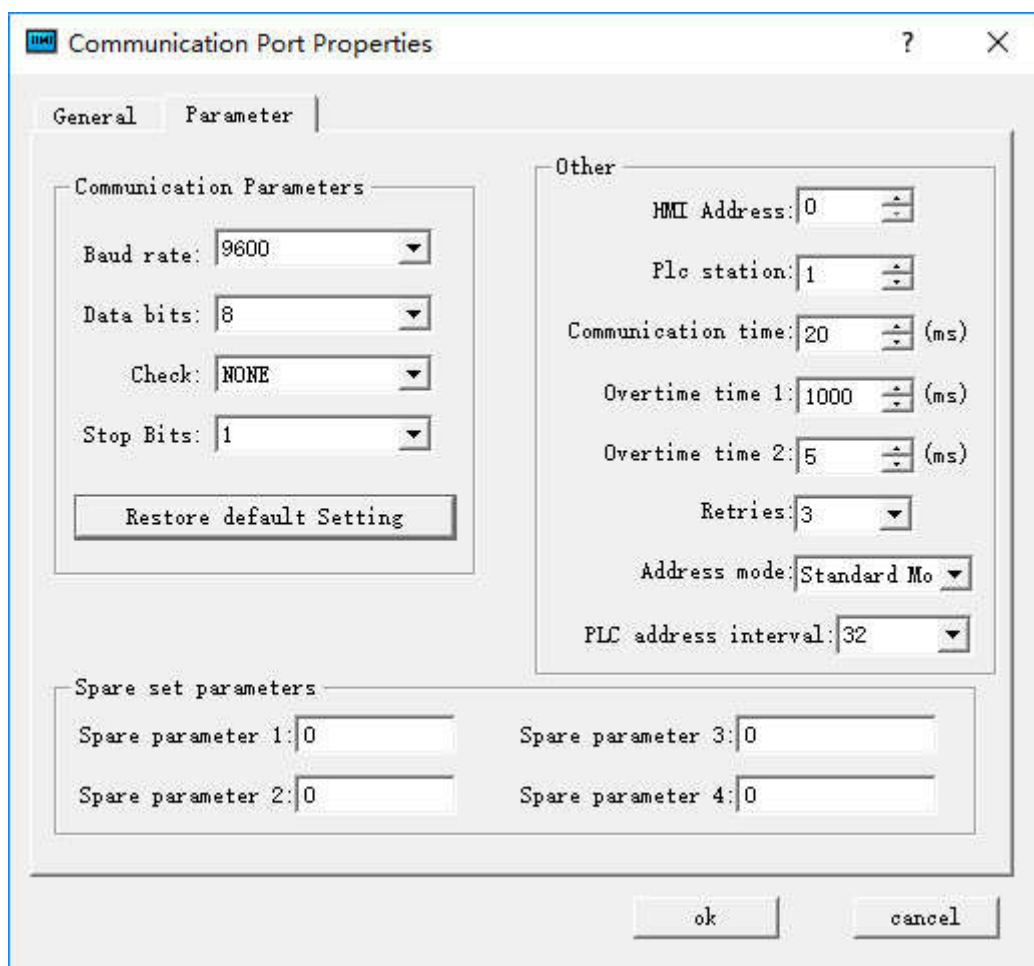 Communication Port Properties
General Parameter
Communication Parameters
Baud rate: 9600
Data bits: 8
Check: NONE
Stop Bits: 1
Restore default Setting
Other
HMI Address: 0
Plc station: 1
Communication time: 20 (ms)
Overtime time 1: 1000 (ms)
Overtime time 2: 5 (ms)
Retries: 3
Address mode: Standard Mo
PLC address interval: 32
Spare set parameters
Spare parameter 1: 0
Spare parameter 2: 0
Spare parameter 3: 0
Spare parameter 4: 0
ok cancel